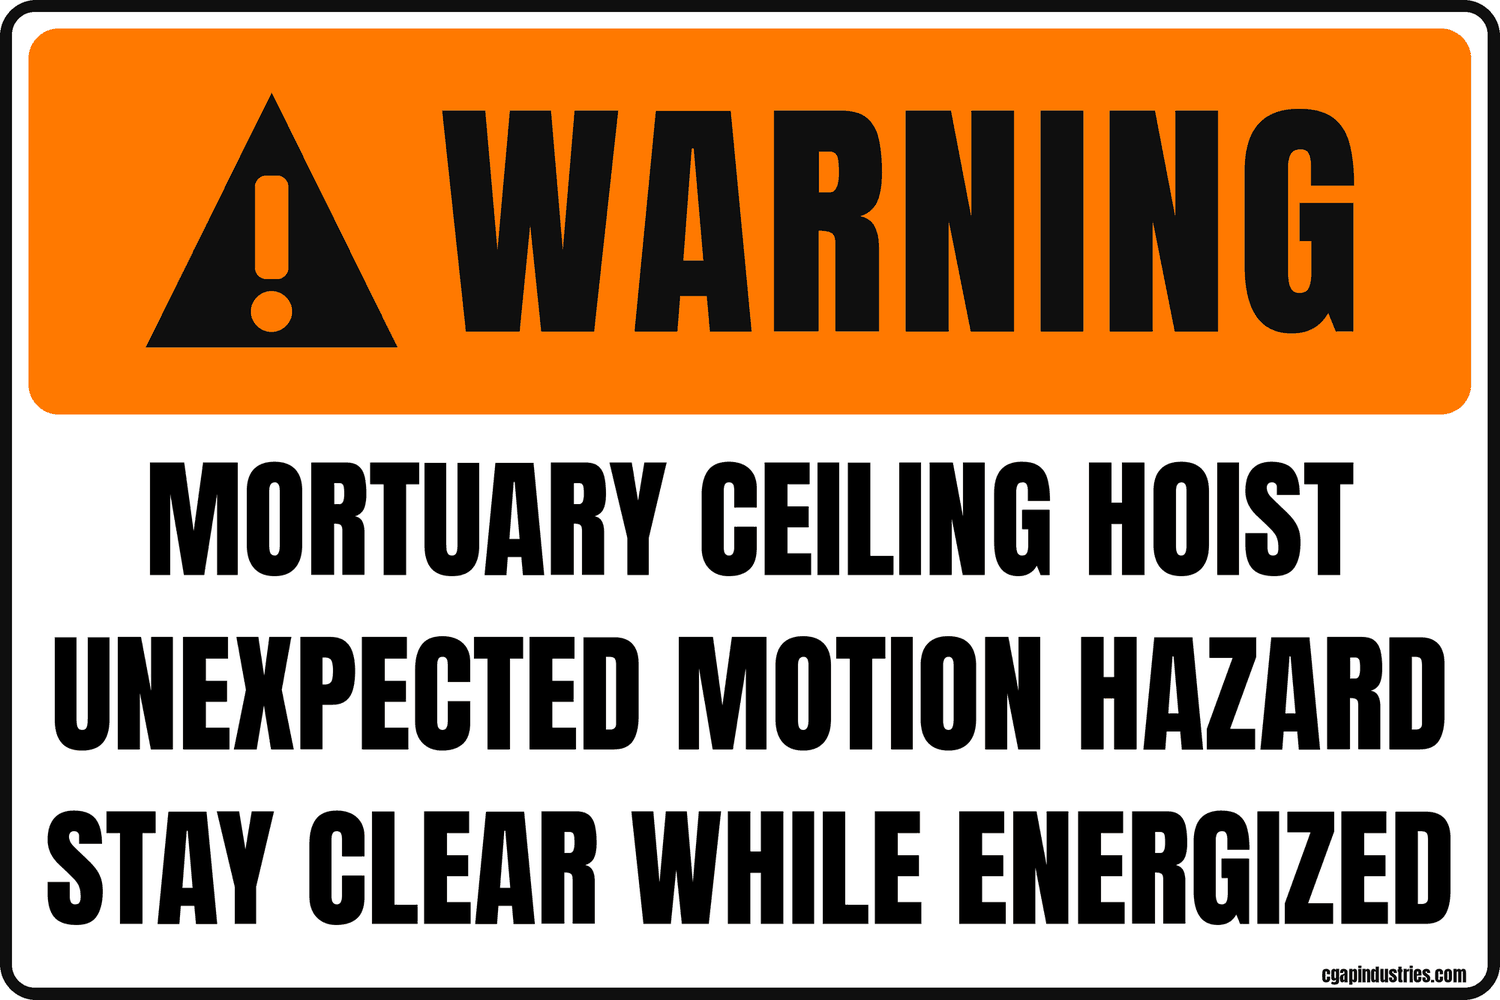 WARNING
MORTUARY CEILING HOIST
UNEXPECTED MOTION HAZARD
STAY CLEAR WHILE ENERGIZED
cgapindustries.com